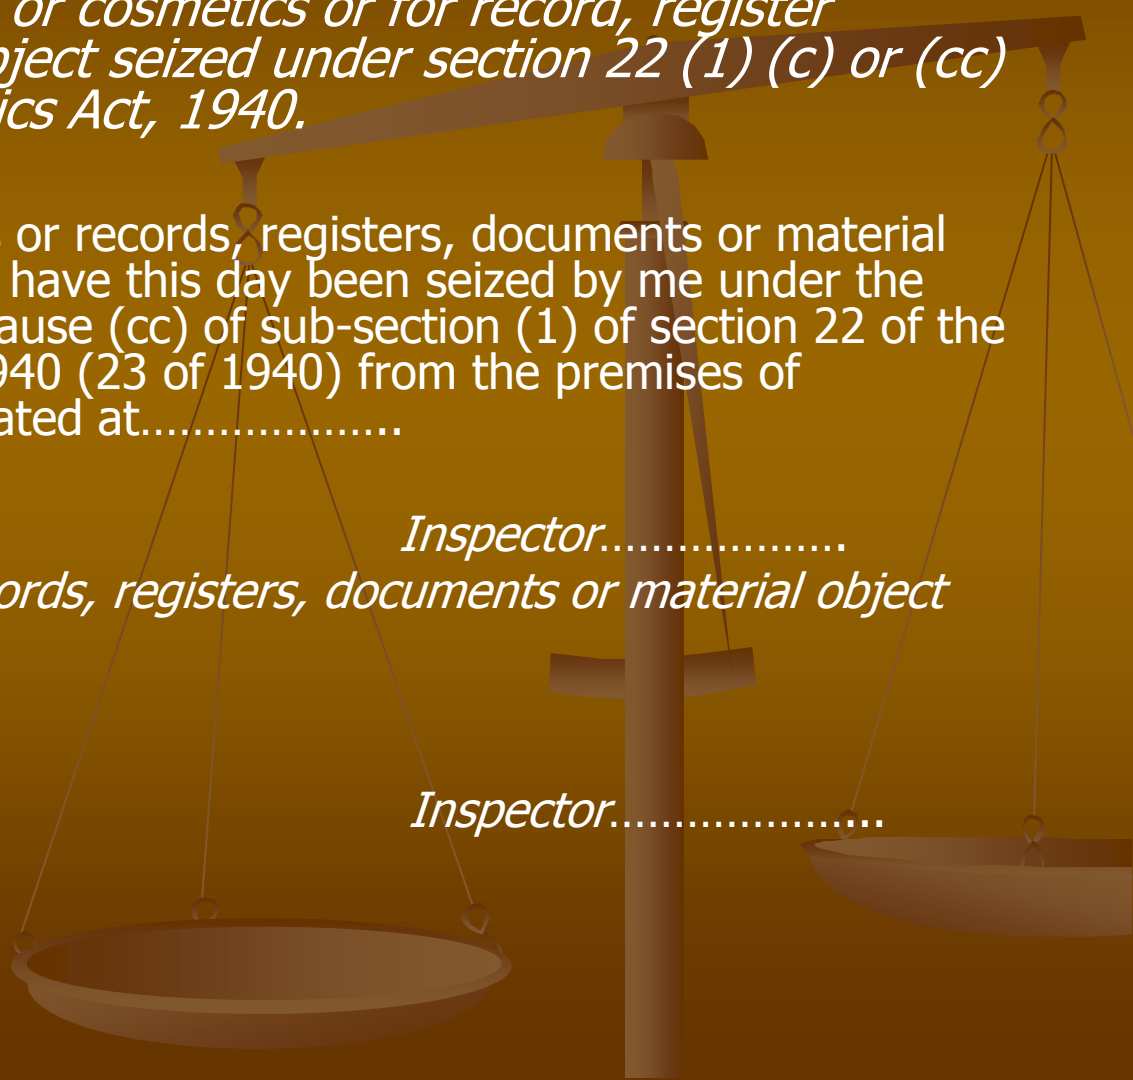 or cosmetics or for record, register
ject seized under section 22 (1) (c) or (cc)
ics Act, 1940.
or records, registers, documents or material
have this day been seized by me under the
ause (cc) of sub-section (1) of section 22 of the
940 (23 of 1940) from the premises of
ated at………………..
Inspector……………….
ords, registers, documents or material object
Inspector………………...